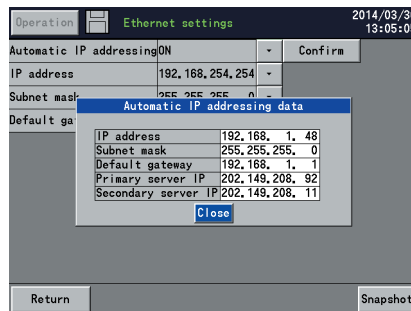 Operation Ethernet settings 2014/03/3
13:05:0
Automatic IP addressing ON Confirm
IP address 192.168.254.254
Subnet mask 255.255.255. 0
Default ga
Automatic IP addressing data
IP address 192.168. 1. 48
Subnet mask 255.255.255. 0
Default gateway 192.168. 1. 1
Primary server IP 202.149.208. 92
Secondary server IP 202.149.208. 11
Close
Return Snapshot